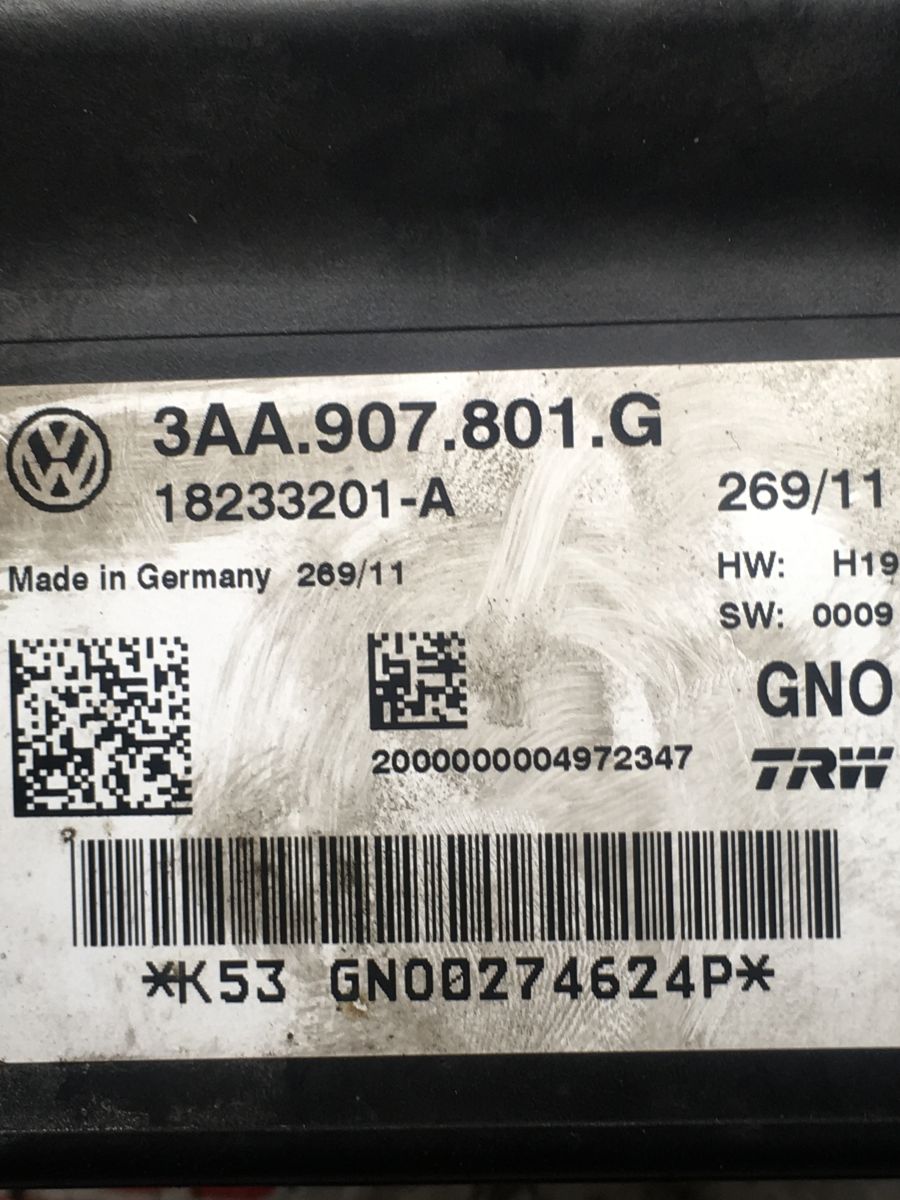 3AA.907.801.G
18233201-A
269/11
Made in Germany 269/11
HW: H19
SW: 0009
GNO
2000000004972347
TRW
*K53 GNO0274624P*